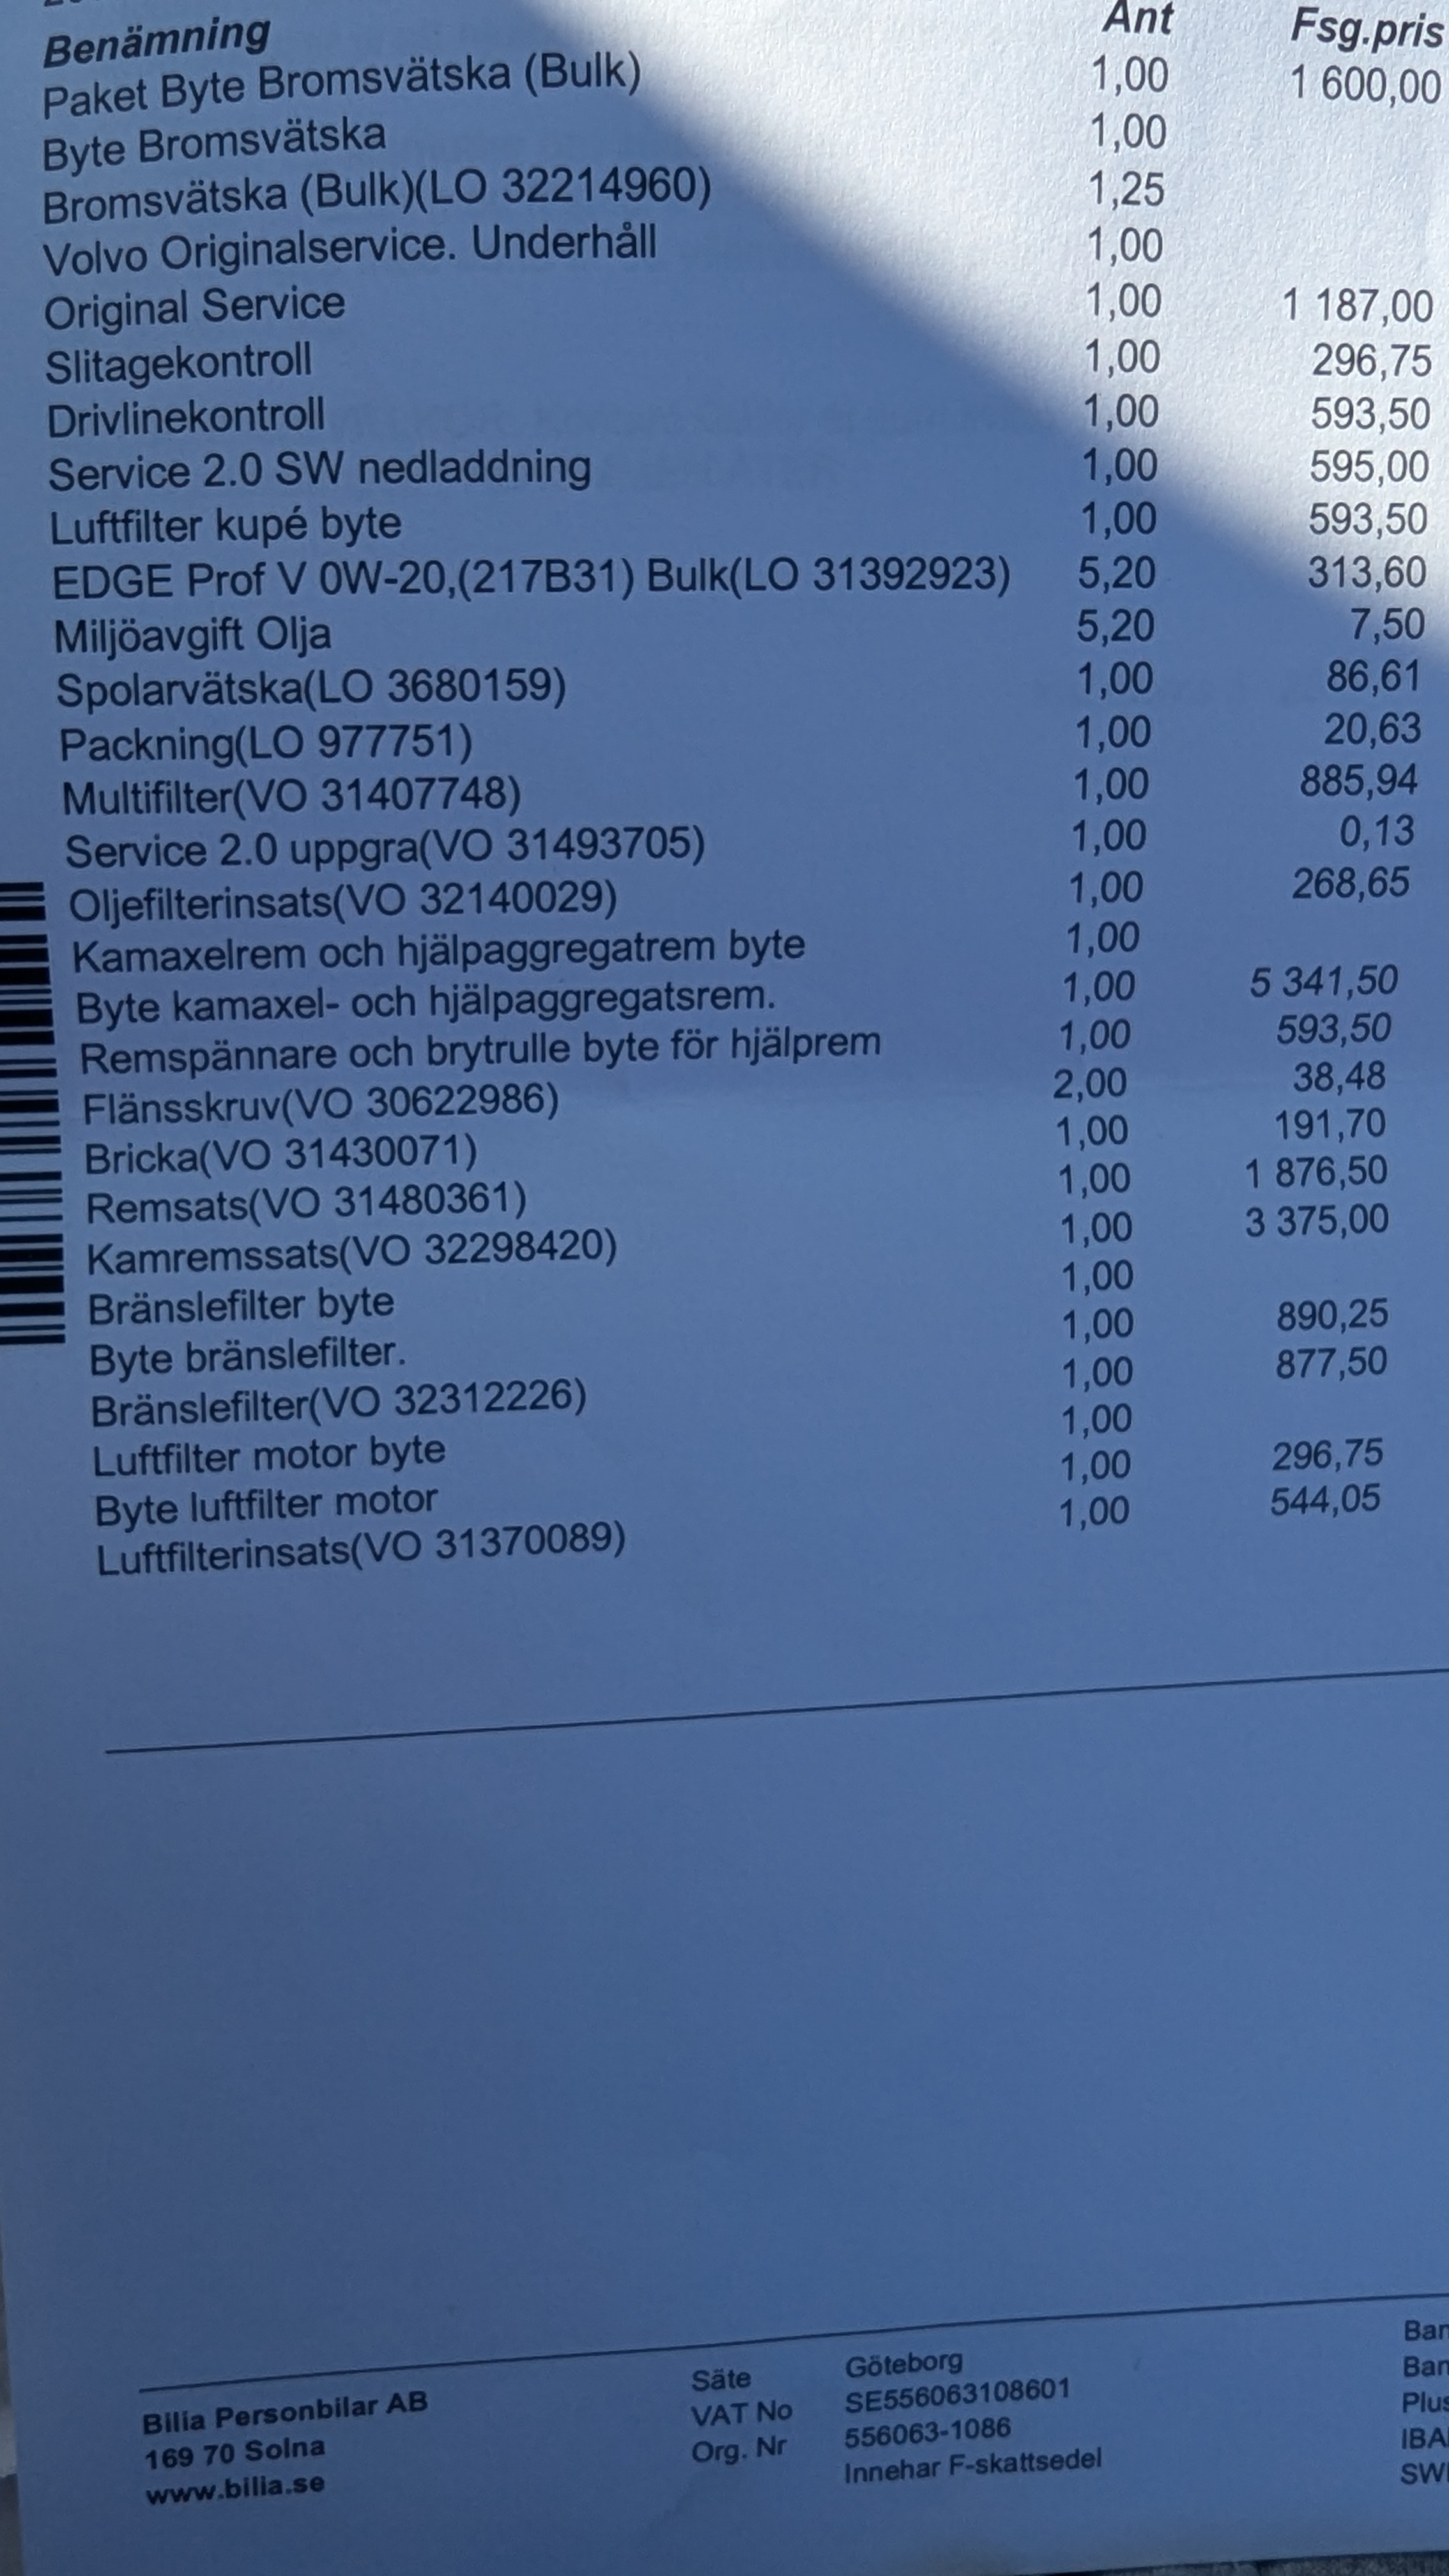 Benämning Ant Fsg.pris
Paket Byte Bromsvätska (Bulk) 1,00 1 600,00
Byte Bromsvätska 1,00
Bromsvätska (Bulk)(LO 32214960) 1,25
Volvo Originalservice. Underhåll 1,00
Original Service 1,00 1 187,00
Slitagekontroll 1,00 296,75
Drivlinekontroll 1,00 593,50
Service 2.0 SW nedladdning 1,00 595,00
Luftfilter kupé byte 1,00 593,50
EDGE Prof V 0W-20,(217B31) Bulk(LO 31392923) 5,20 313,60
Miljöavgift Olja 5,20 7,50
Spolarvätska(LO 3680159) 1,00 86,61
Packning(LO 977751) 1,00 20,63
Multifilter(VO 31407748) 1,00 885,94
Service 2.0 uppgra(VO 31493705) 1,00 0,13
Oljefilterinsats(VO 32140029) 1,00 268,65
Kamaxelrem och hjälpaggregatrem byte 1,00
Byte kamaxel- och hjälpaggregatsrem. 1,00 5 341,50
Remspännare och brytrulle byte för hjälprem 1,00 593,50
Flänsskruv(VO 30622986) 2,00 38,48
Bricka(VO 31430071) 1,00 191,70
Remsats(VO 31480361) 1,00 1 876,50
Kamremssats(VO 32298420) 1,00 3 375,00
Bränslefilter byte 1,00
Byte bränslefilter. 1,00 890,25
Bränslefilter(VO 32312226) 1,00 877,50
Luftfilter motor byte 1,00
Byte luftfilter motor 1,00 296,75
Luftfilterinsats(VO 31370089) 1,00 544,05
Bilia Personbilar AB
169 70 Solna
www.bilia.se
Säte Göteborg
VAT No SE556063108601
Org. Nr 556063-1086
Innehar F-skattsedel
Ban
Ban
Plus
IBA
SW